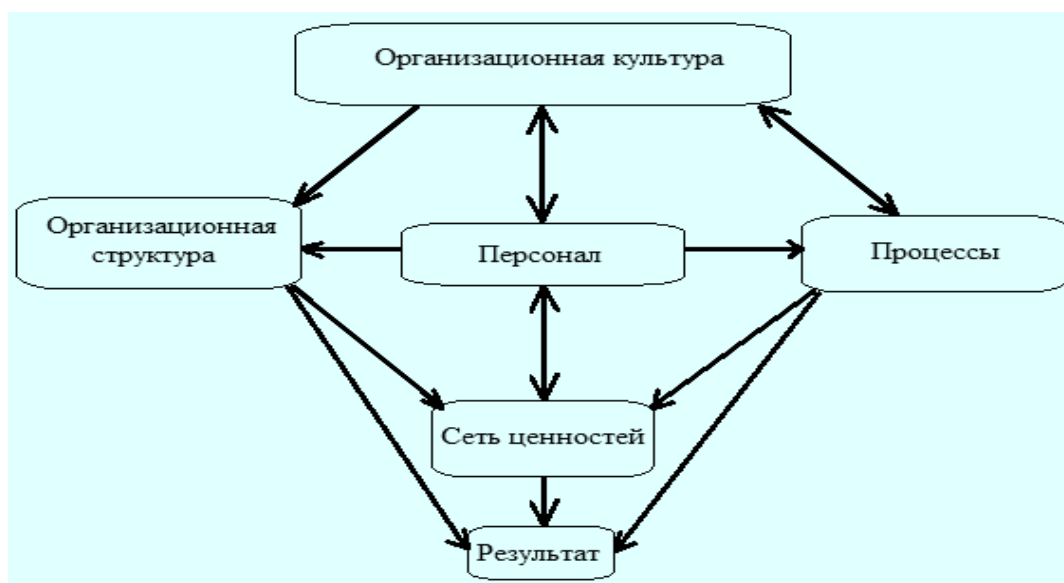 Организационная культура
Организационная
структура
Персонал
Процессы
Сеть ценностей
Результат